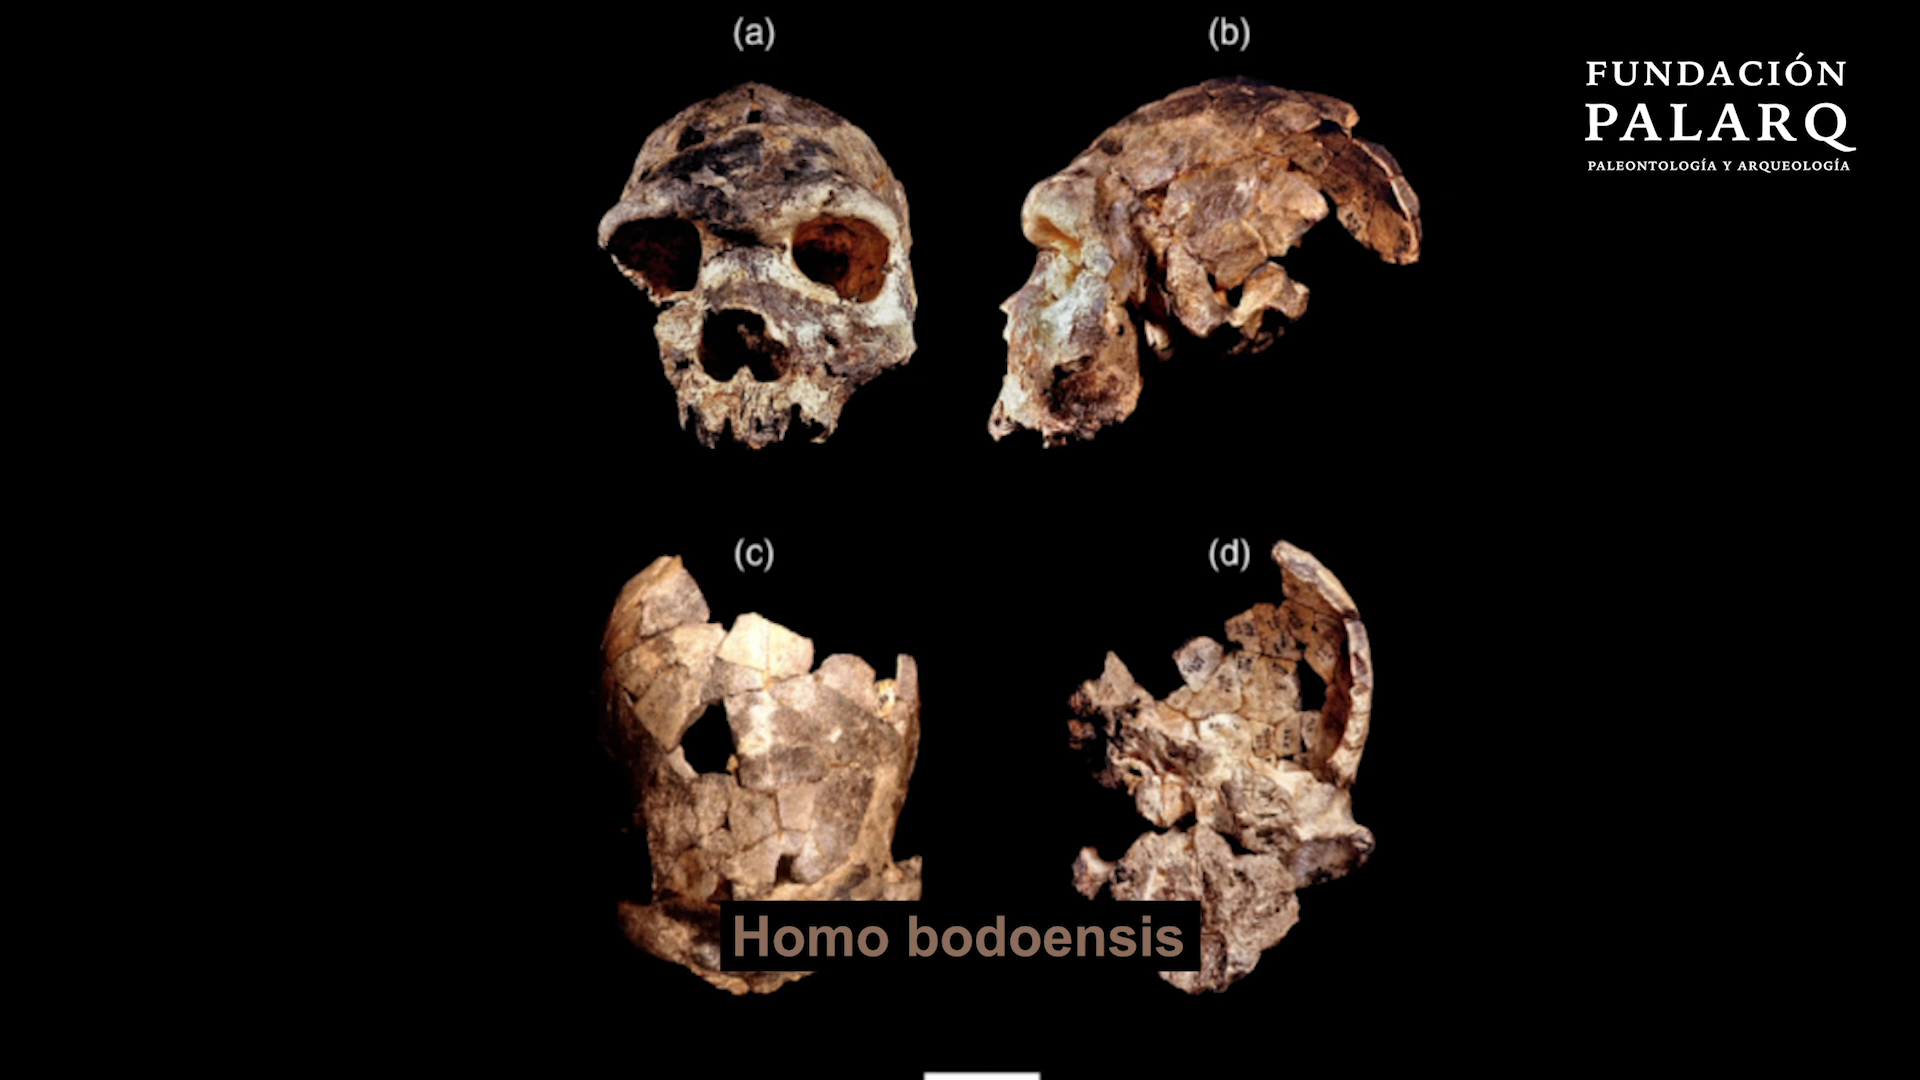 (a)
(b)
FUNDACIÓN
PALARQ
PALEONTOLOGÍA Y ARQUEOLOGÍA
(c)
(d)
Homo bodoensis